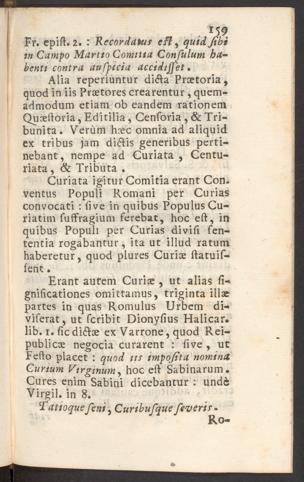 159
Fr. epist. 2. : Recordatus est, quid sibi
in Campo Martio Comitia Consulum ha-
benti contra auspicia accidisset.
Alia reperiuntur dicta Prætoria,
quod in iis Prætores crearentur, quem-
admodum etiam ob eandem rationem
Quæstoria, Editilia, Censoria, & Tri-
bunita. Verùm hæc omnia ad aliquid
ex tribus jam dictis generibus perti-
nebant, nempe ad Curiata, Centu-
riata, & Tributa.
Curiata igitur Comitia erant Con-
ventus Populi Romani per Curias
convocati : sive in quibus Populus Cu-
riatim suffragium ferebat, hoc est, in
quibus Populi per Curias divisi sen-
tentia rogabantur, ita ut illud ratum
haberetur, quod plures Curiæ statuis-
sent.
Erant autem Curiæ, ut alias si-
gnificationes omittamus, triginta illæ
partes in quas Romulus Urbem di-
viserat, ut scribit Dionysius Halicar.
lib. 1. sic dictæ ex Varrone, quod Rei-
publicæ negocia curarent : sive, ut
Festo placet : quod iis imposita nomina
Curium Virginum, hoc est Sabinarum.
Cures enim Sabini dicebantur : undè
Virgil. in 8.
Tatioque seni, Curibusque severis.
Ro-